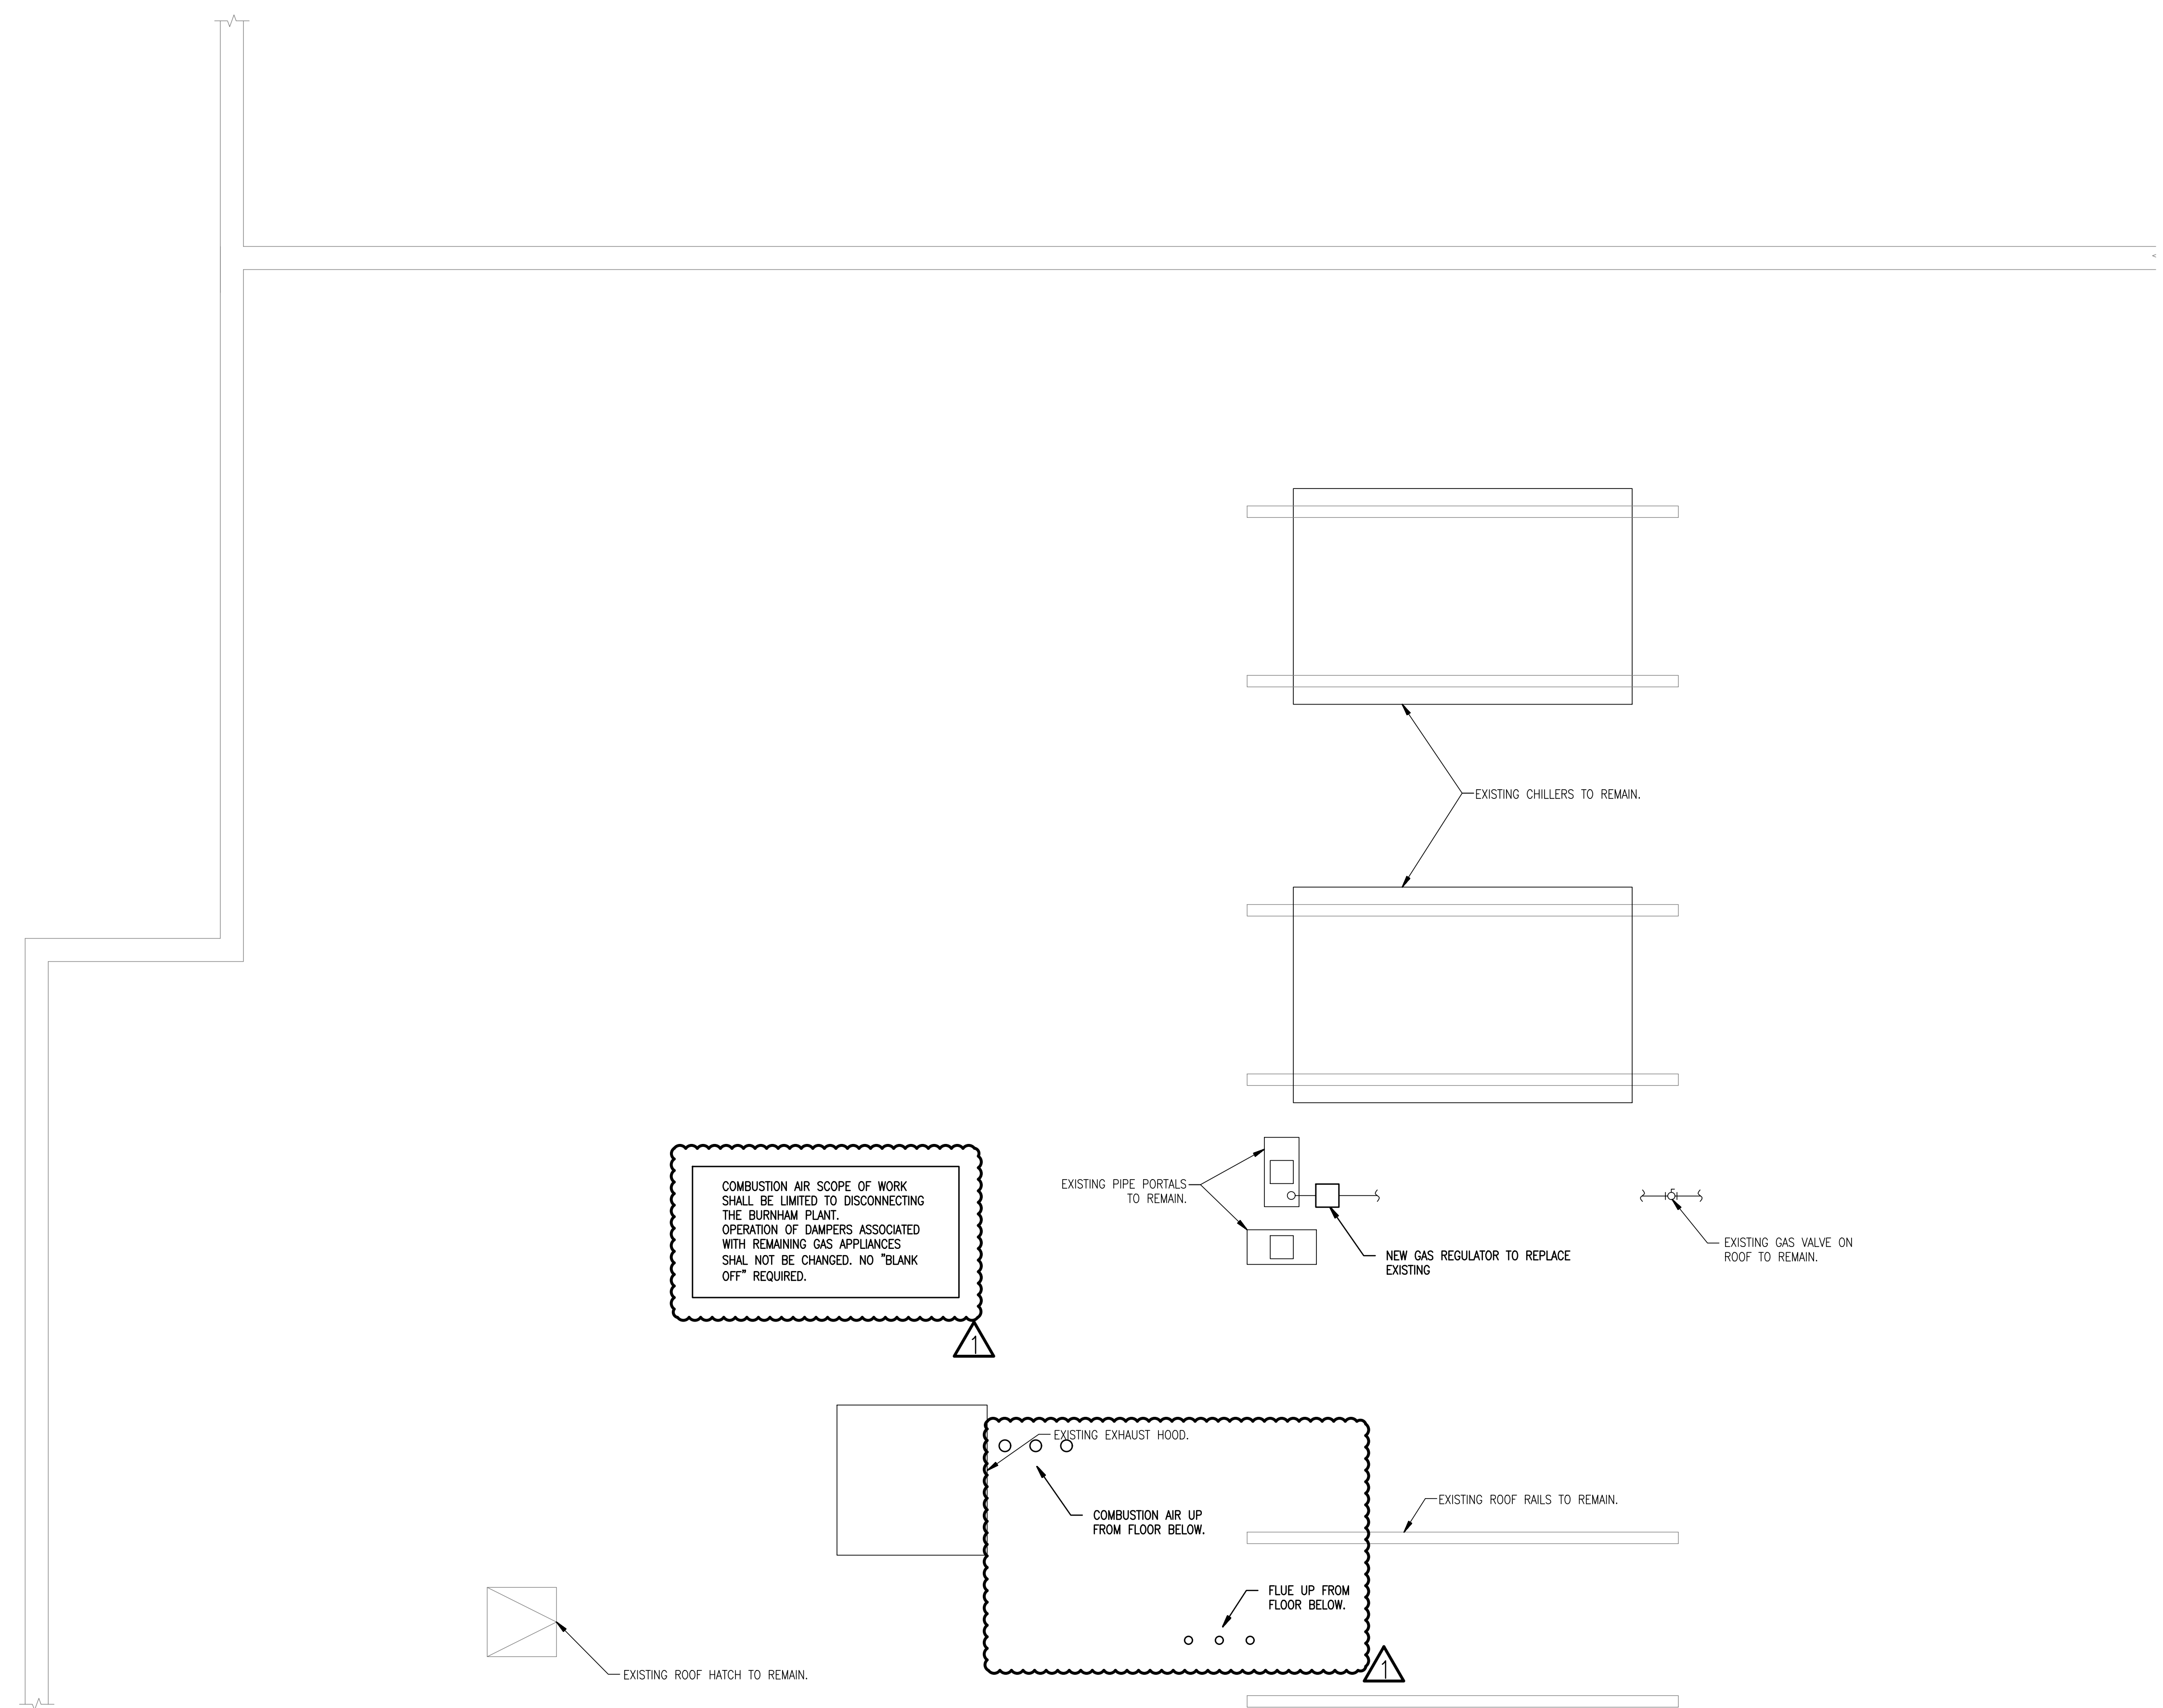 EXISTING CHILLERS TO REMAIN.
COMBUSTION AIR SCOPE OF WORK
SHALL BE LIMITED TO DISCONNECTING
THE BURNHAM PLANT.
OPERATION OF DAMPERS ASSOCIATED
WITH REMAINING GAS APPLIANCES
SHAL NOT BE CHANGED. NO "BLANK
OFF" REQUIRED.
1
EXISTING PIPE PORTALS
TO REMAIN.
NEW GAS REGULATOR TO REPLACE
EXISTING
EXISTING GAS VALVE ON
ROOF TO REMAIN.
EXISTING EXHAUST HOOD.
COMBUSTION AIR UP
FROM FLOOR BELOW.
EXISTING ROOF RAILS TO REMAIN.
FLUE UP FROM
FLOOR BELOW.
1
EXISTING ROOF HATCH TO REMAIN.